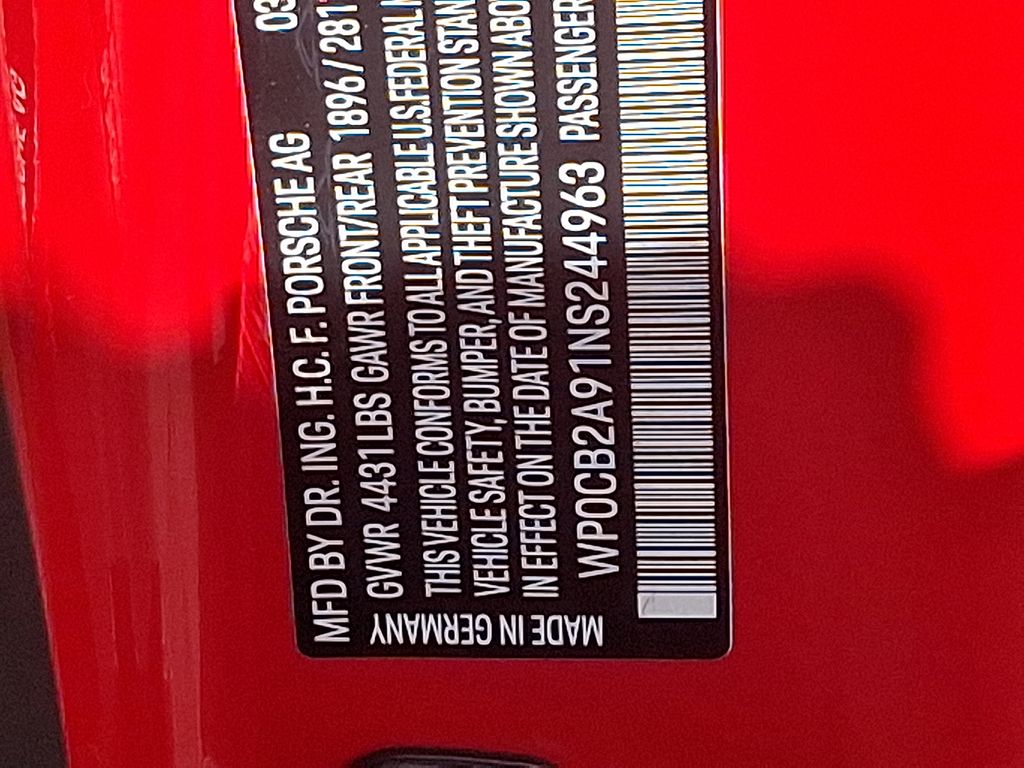 MFD BY DR. ING. H.C. F. PORSCHE AG 03
GVWR 4431 LBS GAWR FRONT/REAR 1896 / 281
THIS VEHICLE CONFORMS TO ALL APPLICABLE U.S. FEDERAL
VEHICLE SAFETY, BUMPER, AND THEFT PREVENTION STAN
IN EFFECT ON THE DATE OF MANUFACTURE SHOWN ABO
WP0CB2A91NS244963 PASSENGER
MADE IN GERMANY